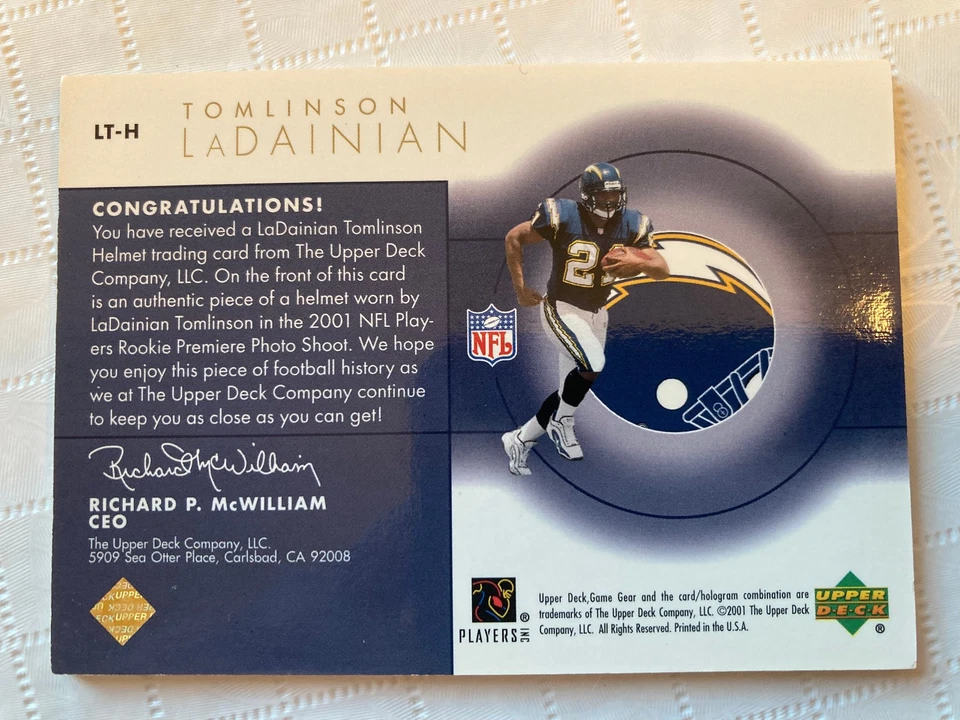 LT-H
TOMLINSON
LADAINIAN
CONGRATULATIONS!
You have received a LaDainian Tomlinson
Helmet trading card from The Upper Deck
Company, LLC. On the front of this card
is an authentic piece of a helmet worn by
LaDainian Tomlinson in the 2001 NFL Play-
ers Rookie Premiere Photo Shoot. We hope
you enjoy this piece of football history as
we at The Upper Deck Company continue
to keep you as close as you can get!
Richard P. McWilliam
RICHARD P. McWILLIAM
CEO
The Upper Deck Company, LLC.
5909 Sea Otter Place, Carlsbad, CA 92008
NFL
21
PLAYERS INC ®
Upper Deck,Game Gear and the card/hologram combination are
trademarks of The Upper Deck Company, LLC. ©2001 The Upper Deck
Company, LLC. All Rights Reserved. Printed in the U.S.A.
UPPER
DECK
®
UPPER
DECK